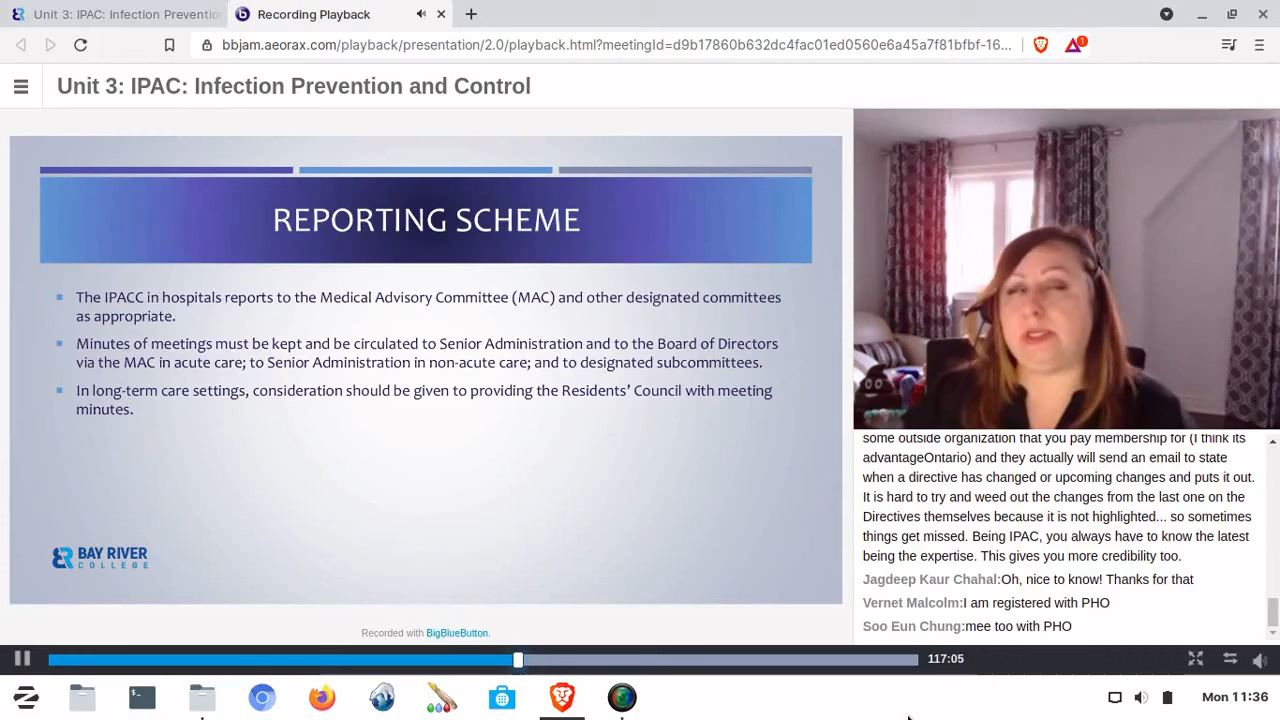 Unit 3: IPAC: Infection Preventio
Recording Playback
bbjam.aeorax.com/playback/presentation/2.0/playback.html?meetingId=d9b17860b632dc4fac01ed0560e6a45a7f81bfbf-16...
1
Unit 3: IPAC: Infection Prevention and Control
REPORTING SCHEME
The IPACC in hospitals reports to the Medical Advisory Committee (MAC) and other designated committees
as appropriate.
Minutes of meetings must be kept and be circulated to Senior Administration and to the Board of Directors
via the MAC in acute care; to Senior Administration in non-acute care; and to designated subcommittees.
In long-term care settings, consideration should be given to providing the Residents' Council with meeting
minutes.
BAY RIVER
COLLEGE
Recorded with BigBlueButton.
some outside organization that you pay membership for (I think its
advantageOntario) and they actually will send an email to state
when a directive has changed or upcoming changes and puts it out.
It is hard to try and weed out the changes from the last one on the
Directives themselves because it is not highlighted... so sometimes
things get missed. Being IPAC, you always have to know the latest
being the expertise. This gives you more credibility too.
Jagdeep Kaur Chahal:Oh, nice to know! Thanks for that
Vernet Malcolm:I am registered with PHO
Soo Eun Chung:mee too with PHO
117:05
Mon 11:36